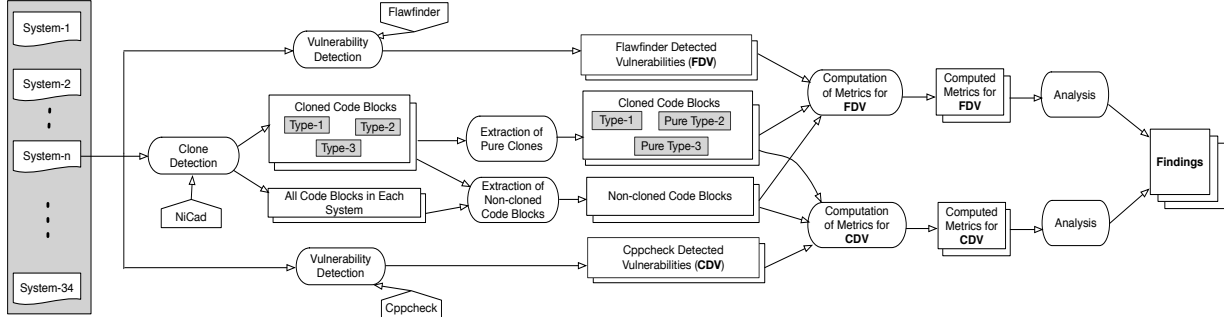 System-1
System-2
System-n
System-34
Flawfinder
Vulnerability
Detection
Flawfinder Detected
Vulnerabilities (FDV)
Clone
Detection
NiCad
Cloned Code Blocks
Type-1
Type-2
Type-3
All Code Blocks in Each
System
Extraction of
Pure Clones
Extraction of
Non-cloned
Code Blocks
Cloned Code Blocks
Type-1
Pure Type-2
Pure Type-3
Non-cloned Code Blocks
Vulnerability
Detection
Cppcheck
Cppcheck Detected
Vulnerabilities (CDV)
Computation
of Metrics for
FDV
Computed
Metrics for
FDV
Analysis
Computation
of Metrics for
CDV
Computed
Metrics for
CDV
Analysis
Findings